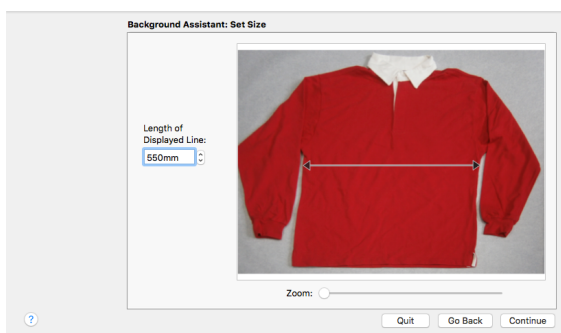 Background Assistant: Set Size
Length of
Displayed Line:
550mm
Zoom:
?
Quit
Go Back
Continue